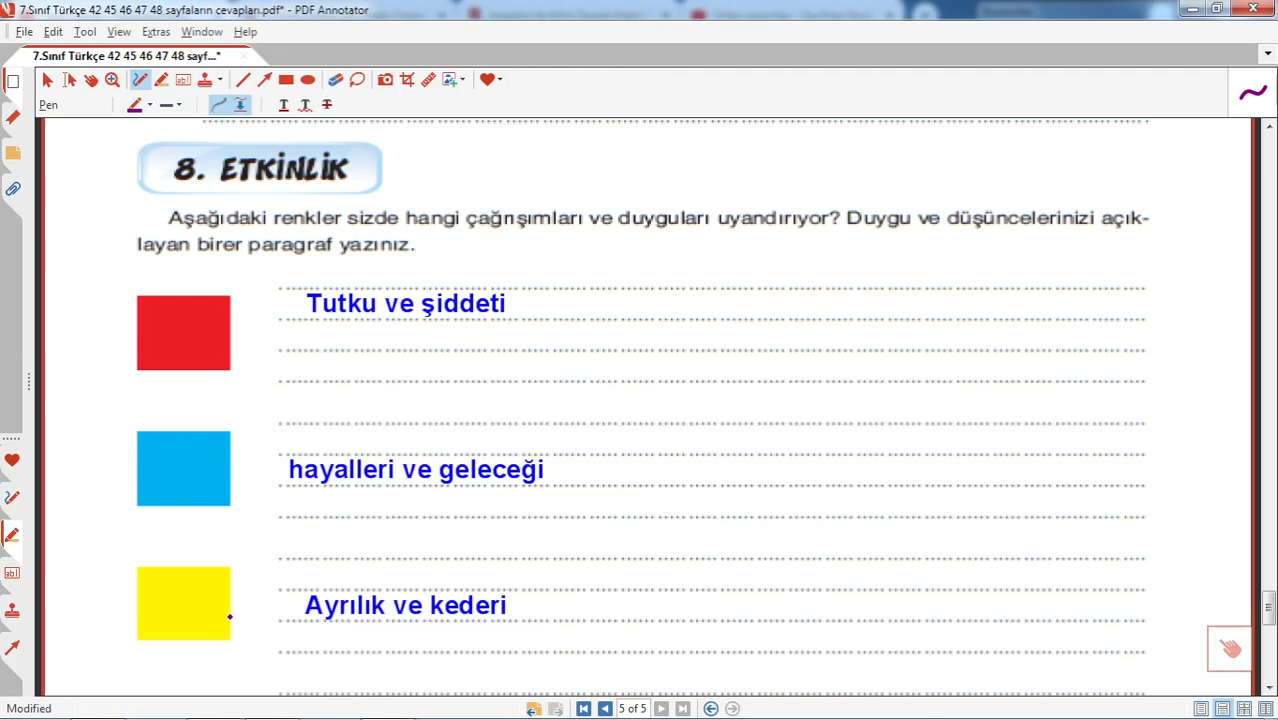 7.Sınıf Türkçe 42 45 46 47 48 sayfaların cevapları.pdf* - PDF Annotator
File Edit Tool View Extras Window Help
7.Sınıf Türkçe 42 45 46 47 48 sayf...*
Pen
8. ETKİNLİK
Aşağıdaki renkler sizde hangi çağrışımları ve duyguları uyandırıyor? Duygu ve düşüncelerinizi açık-
layan birer paragraf yazınız.
Tutku ve şiddeti
hayalleri ve geleceği
Ayrılık ve kederi
Modified
5 of 5